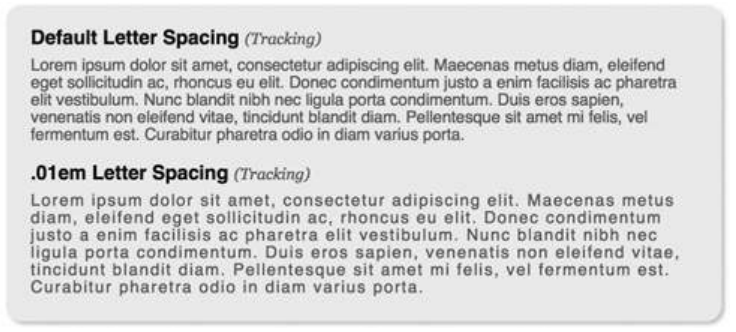 Default Letter Spacing (Tracking)
Lorem ipsum dolor sit amet, consectetur adipiscing elit. Maecenas metus diam, eleifend
eget sollicitudin ac, rhoncus eu elit. Donec condimentum justo a enim facilisis ac pharetra
elit vestibulum. Nunc blandit nibh nec ligula porta condimentum. Duis eros sapien,
venenatis non eleifend vitae, tincidunt blandit diam. Pellentesque sit amet mi felis, vel
fermentum est. Curabitur pharetra odio in diam varius porta.
.01em Letter Spacing (Tracking)
Lorem ipsum dolor sit amet, consectetur adipiscing elit. Maecenas metus
diam, eleifend eget sollicitudin ac, rhoncus eu elit. Donec condimentum
justo a enim facilisis ac pharetra elit vestibulum. Nunc blandit nibh nec
ligula porta condimentum. Duis eros sapien, venenatis non eleifend vitae,
tincidunt blandit diam. Pellentesque sit amet mi felis, vel fermentum est.
Curabitur pharetra odio in diam varius porta.